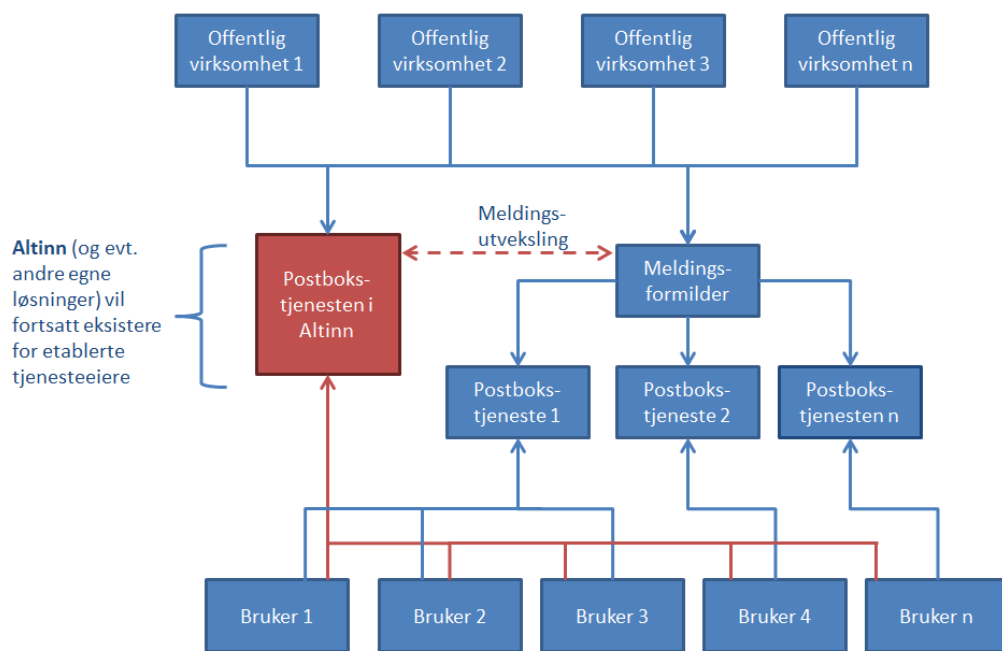 Offentlig
virksomhet 1
Offentlig
virksomhet 2
Offentlig
virksomhet 3
Offentlig
virksomhet n
Meldings-
utveksling
Altinn (og evt.
andre egne
løsninger) vil
fortsatt eksistere
for etablerte
tjenesteeiere
Postboks-
tjenesten i
Altinn
Meldings-
formilder
Postboks-
tjeneste 1
Postboks-
tjeneste 2
Postboks-
tjenesten n
Bruker 1
Bruker 2
Bruker 3
Bruker 4
Bruker n